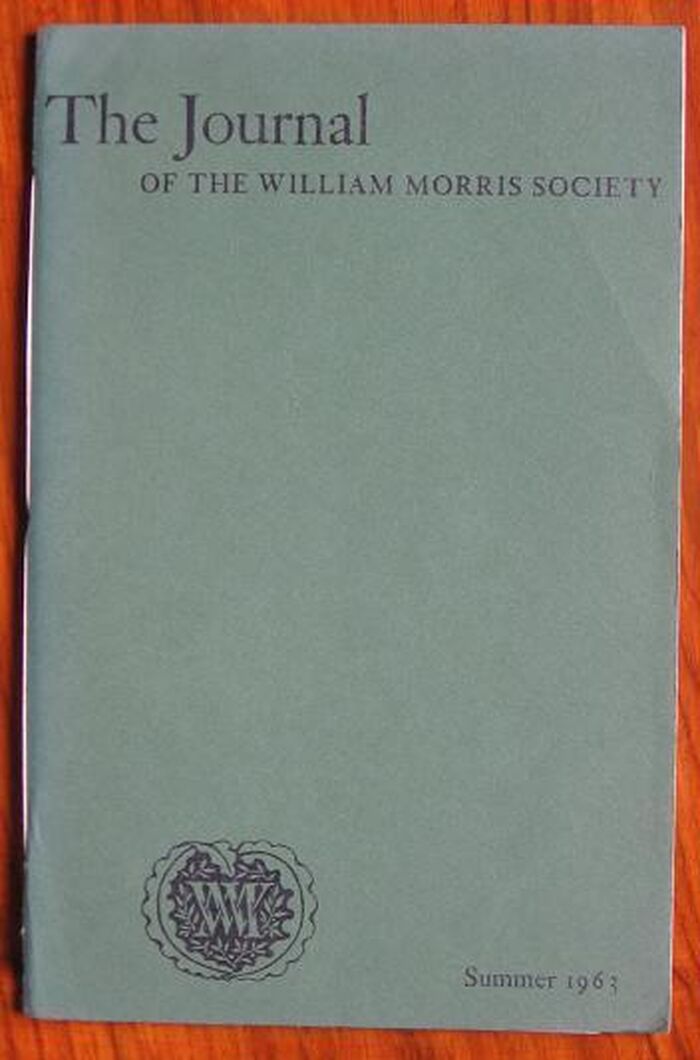 The Journal
OF THE WILLIAM MORRIS SOCIETY
Summer 1963